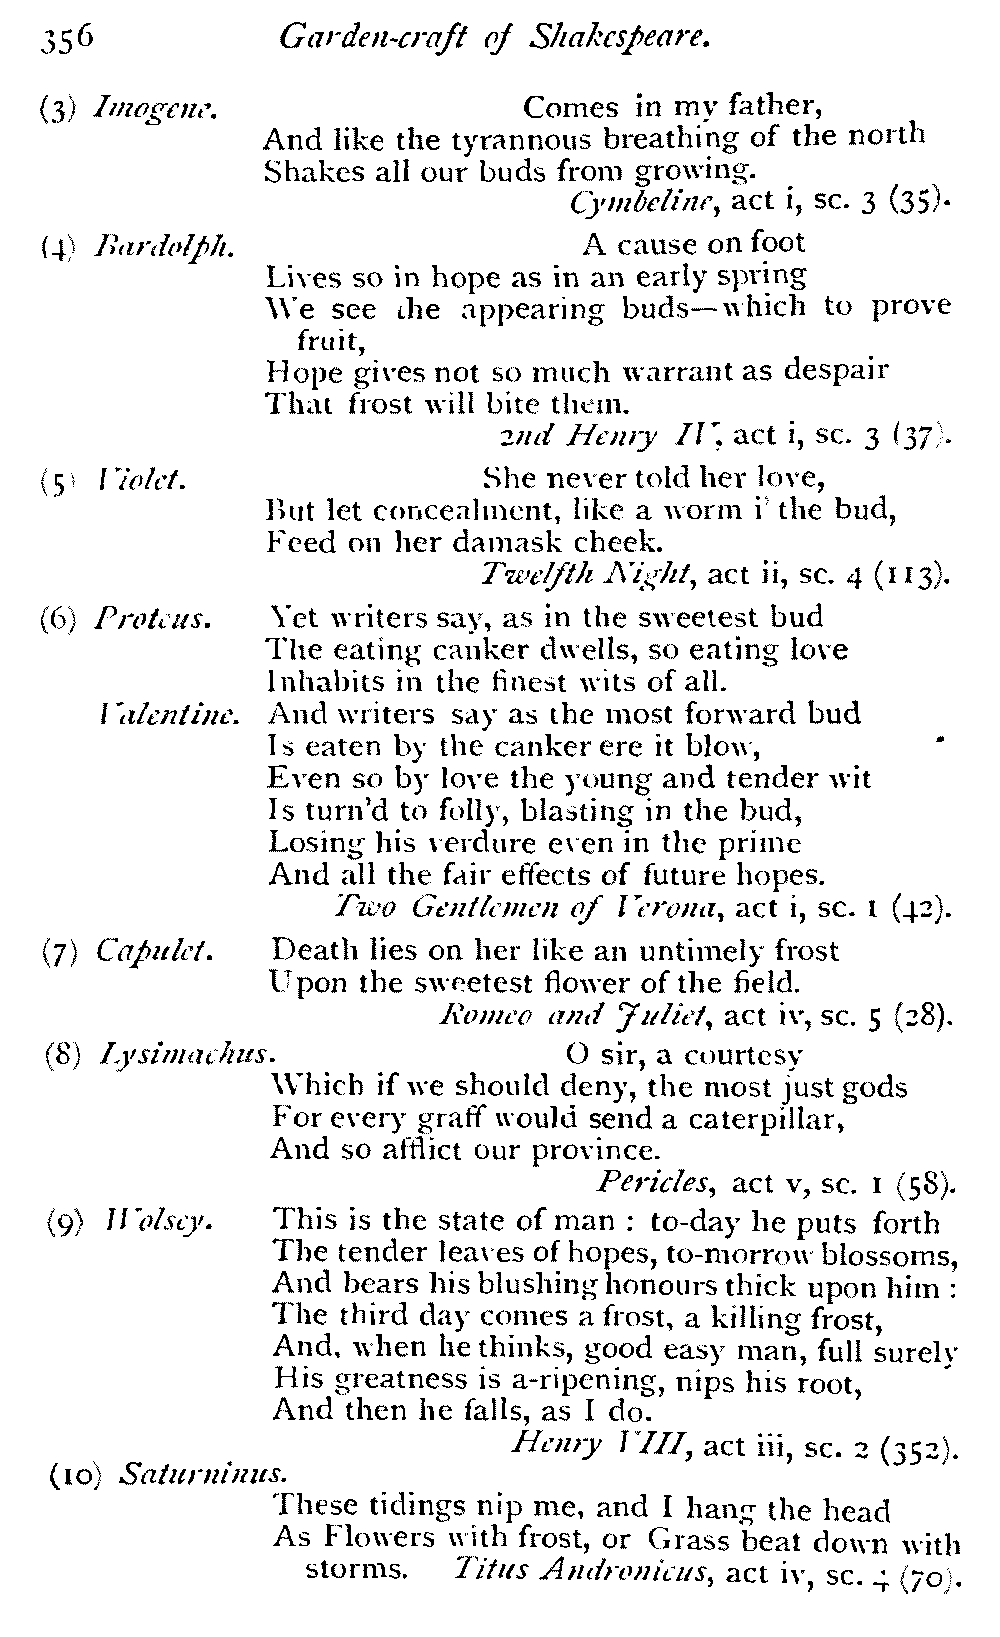 356 Garden-craft of Shakespeare.
(3) Imogene. Comes in my father,
And like the tyrannous breathing of the north
Shakes all our buds from growing.
Cymbeline, act i, sc. 3 (35).
(4) Bardolph. A cause on foot
Lives so in hope as in an early spring
We see the appearing buds—which to prove
fruit,
Hope gives not so much warrant as despair
That frost will bite them.
2nd Henry IV, act i, sc. 3 (37).
(5) Violet. She never told her love,
But let concealment, like a worm i' the bud,
Feed on her damask cheek.
Twelfth Night, act ii, sc. 4 (113).
(6) Proteus. Yet writers say, as in the sweetest bud
The eating canker dwells, so eating love
Inhabits in the finest wits of all.
Valentine. And writers say as the most forward bud
Is eaten by the canker ere it blow,
Even so by love the young and tender wit
Is turn'd to folly, blasting in the bud,
Losing his verdure even in the prime
And all the fair effects of future hopes.
Two Gentlemen of Verona, act i, sc. 1 (42).
(7) Capulet. Death lies on her like an untimely frost
Upon the sweetest flower of the field.
Romeo and Juliet, act iv, sc. 5 (28).
(8) Lysimachus. O sir, a courtesy
Which if we should deny, the most just gods
For every graff would send a caterpillar,
And so afflict our province.
Pericles, act v, sc. 1 (58).
(9) Wolsey. This is the state of man : to-day he puts forth
The tender leaves of hopes, to-morrow blossoms,
And bears his blushing honours thick upon him :
The third day comes a frost, a killing frost,
And, when he thinks, good easy man, full surely
His greatness is a-ripening, nips his root,
And then he falls, as I do.
Henry VIII, act iii, sc. 2 (352).
(10) Saturninus.
These tidings nip me, and I hang the head
As Flowers with frost, or Grass beat down with
storms. Titus Andronicus, act iv, sc. 4 (70).